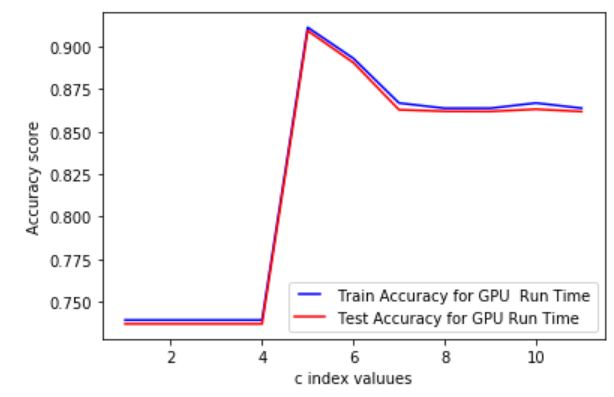 0.900
0.875
0.850
0.825
0.800
0.775
0.750
Accuracy score
Train Accuracy for GPU  Run Time
Test Accuracy for GPU Run Time
2 4 6 8 10
c index valuues